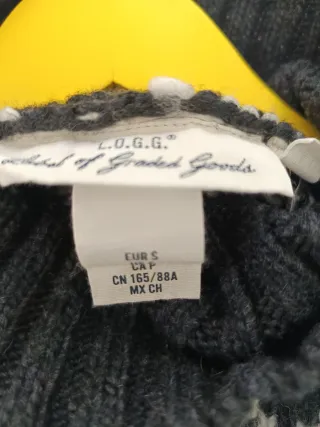 L.O.G.G.®
of Graded Goods
EUR S
CA P
CN 165/88A
MX CH